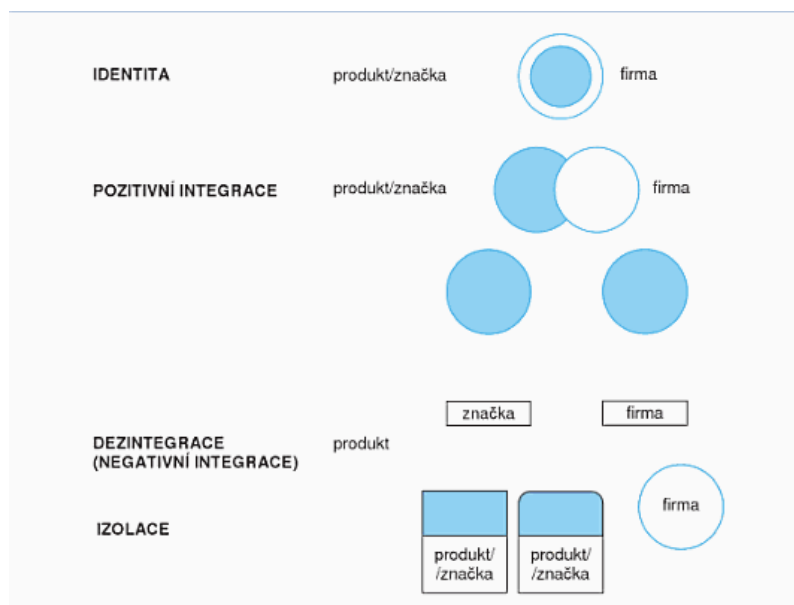 IDENTITA
produkt/značka
firma
POZITIVNÍ INTEGRACE
produkt/značka
firma
značka
firma
DEZINTEGRACE
(NEGATIVNÍ INTEGRACE)
produkt
IZOLACE
produkt/
/značka
produkt/
/značka
firma